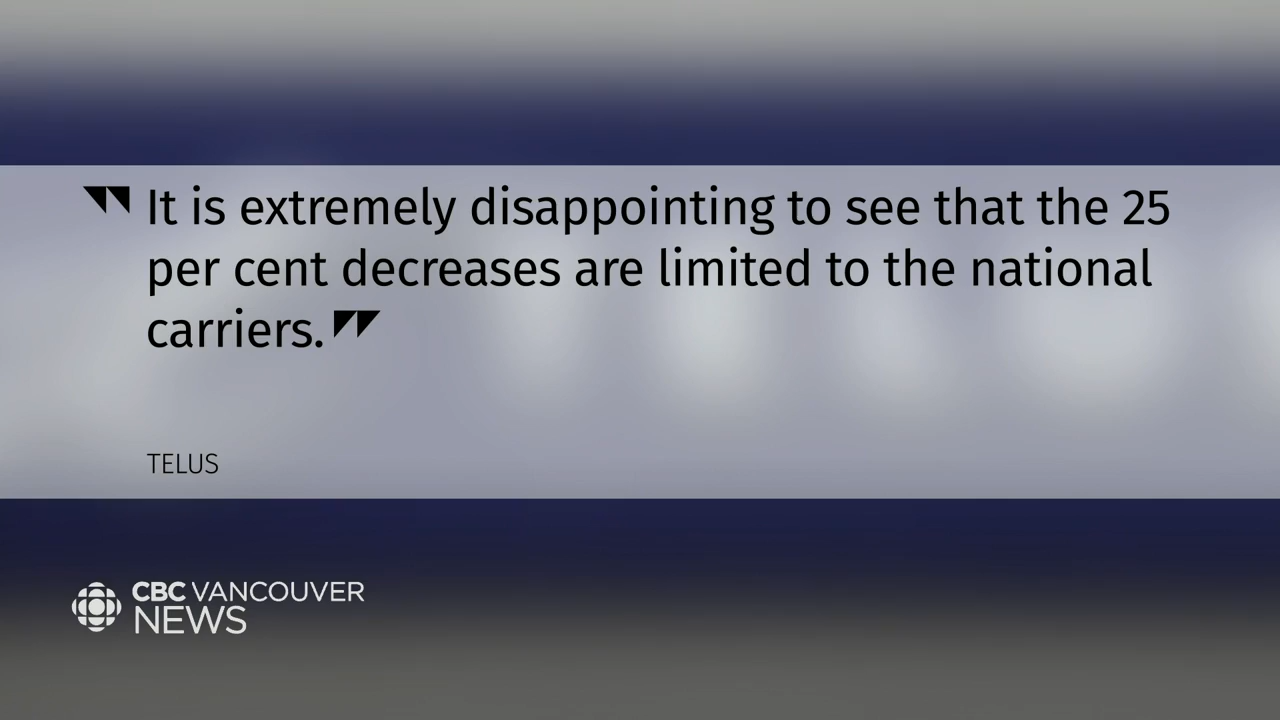 It is extremely disappointing to see that the 25
per cent decreases are limited to the national
carriers.
TELUS
CBC VANCOUVER
NEWS